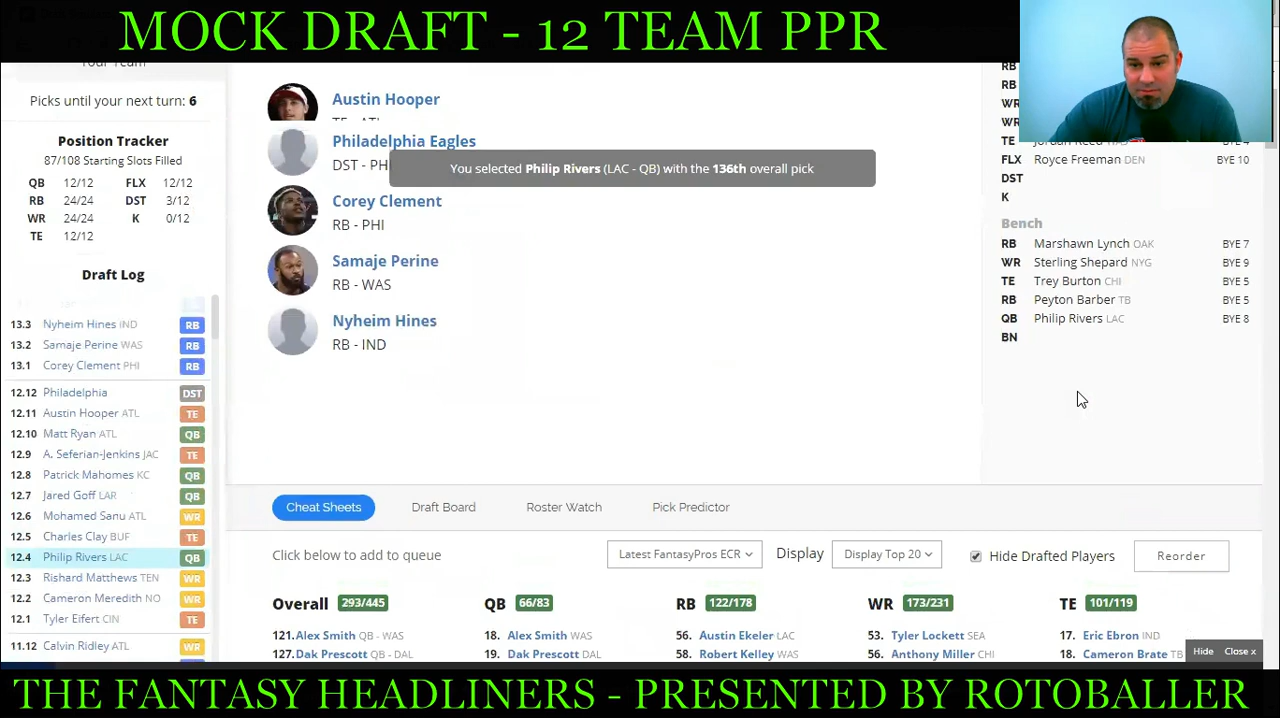 MOCK DRAFT - 12 TEAM PPR
Your Team
Picks until your next turn: 6
Position Tracker
87/108 Starting Slots Filled
QB 12/12 FLX 12/12
RB 24/24 DST 3/12
WR 24/24 K 0/12
TE 12/12
Draft Log
13.3 Nyheim Hines IND RB
13.2 Samaje Perine WAS RB
13.1 Corey Clement PHI RB
12.12 Philadelphia DST
12.11 Austin Hooper ATL TE
12.10 Matt Ryan ATL QB
12.9 A. Seferian-Jenkins JAC TE
12.8 Patrick Mahomes KC QB
12.7 Jared Goff LAR QB
12.6 Mohamed Sanu ATL WR
12.5 Charles Clay BUF TE
12.4 Philip Rivers LAC QB
12.3 Rishard Matthews TEN WR
12.2 Cameron Meredith NO WR
12.1 Tyler Eifert CIN TE
11.12 Calvin Ridley ATL WR
Austin Hooper
TE - ATL
Philadelphia Eagles
DST - PH
You selected Philip Rivers (LAC - QB) with the 136th overall pick
Corey Clement
RB - PHI
Samaje Perine
RB - WAS
Nyheim Hines
RB - IND
RB
RB
WR
WR
TE Jordan Reed WAS
FLX Royce Freeman DEN BYE 10
DST
K
Bench
RB Marshawn Lynch OAK BYE 7
WR Sterling Shepard NYG BYE 9
TE Trey Burton CHI BYE 5
RB Peyton Barber TB BYE 5
QB Philip Rivers LAC BYE 8
BN
Cheat Sheets Draft Board Roster Watch Pick Predictor
Click below to add to queue Latest FantasyPros ECR Display Display Top 20 Hide Drafted Players Reorder
Overall 293/445 QB 66/83 RB 122/178 WR 173/231 TE 101/119
121. Alex Smith QB - WAS 18. Alex Smith WAS 56. Austin Ekeler LAC 53. Tyler Lockett SEA 17. Eric Ebron IND
127. Dak Prescott QB - DAL 19. Dak Prescott DAL 58. Robert Kelley WAS 56. Anthony Miller CHI 18. Cameron Brate TB
Hide Close x
THE FANTASY HEADLINERS - PRESENTED BY ROTOBALLER